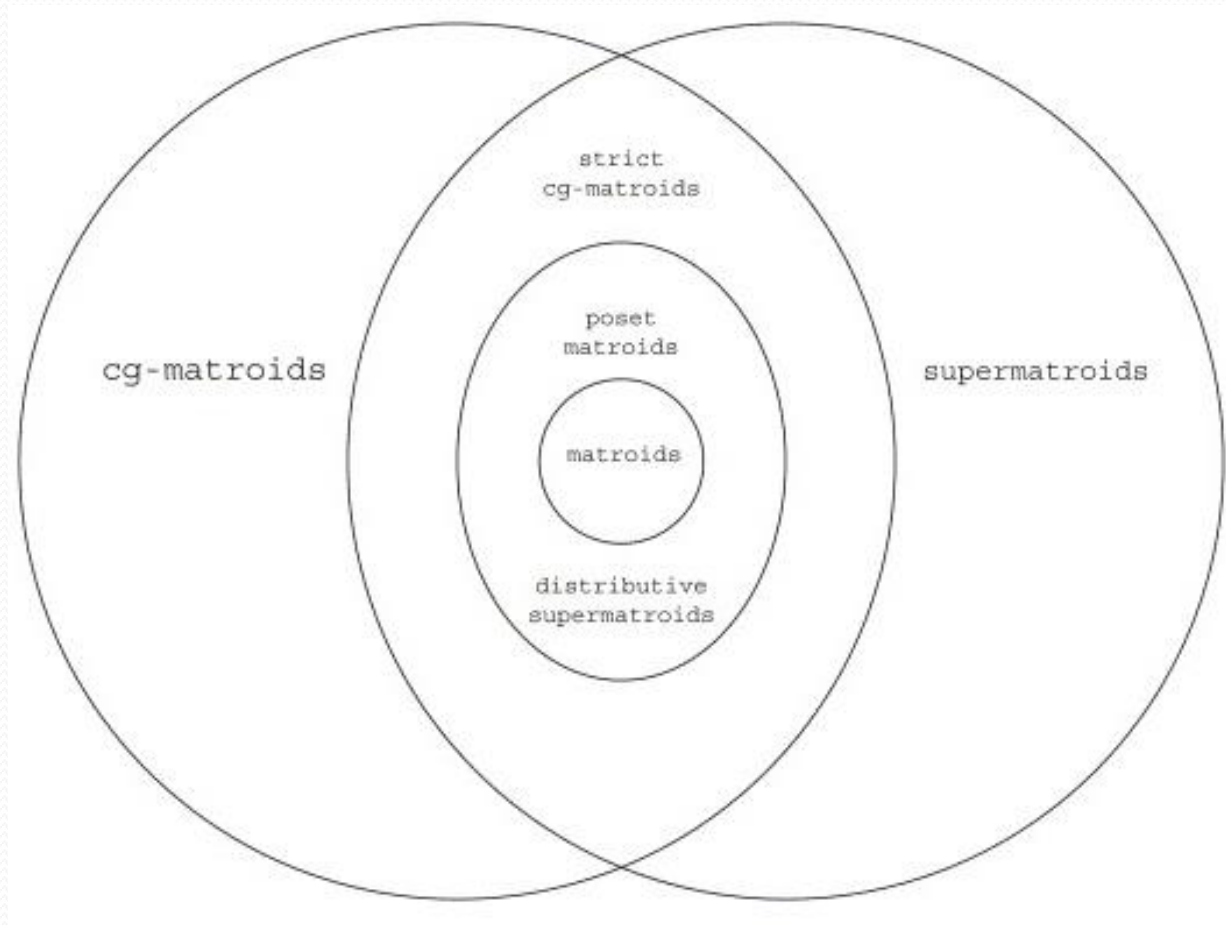 strict
cg-matroids
poset
matroids
cg-matroids
supermatroids
matroids
distributive
supermatroids